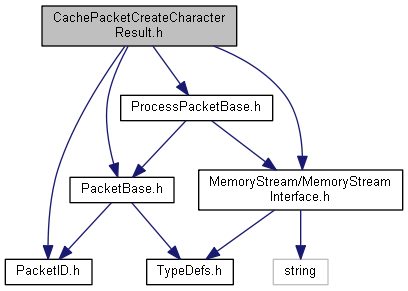 CachePacketCreateCharacter
Result.h
ProcessPacketBase.h
PacketBase.h
MemoryStream/MemoryStream
Interface.h
PacketID.h
TypeDefs.h
string